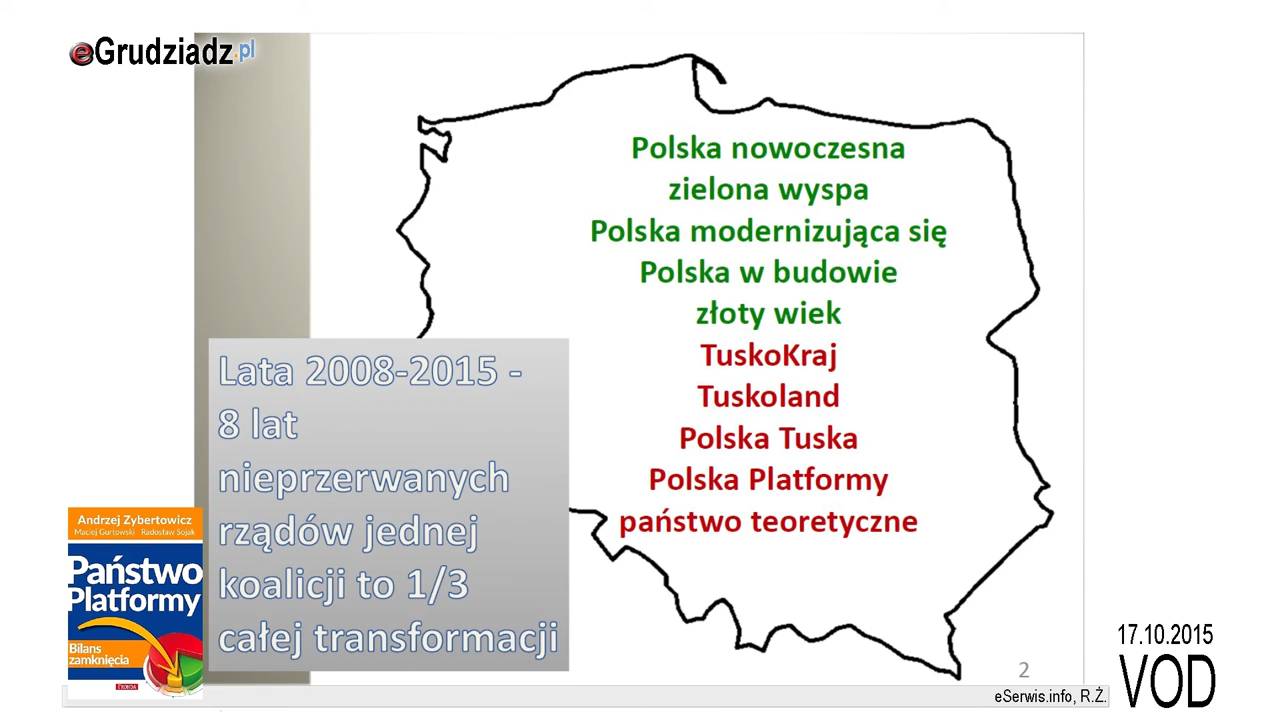 eGrudziadz.pl
Polska nowoczesna
zielona wyspa
Polska modernizująca się
Polska w budowie
złoty wiek
TuskoKraj
Tuskoland
Polska Tuska
Polska Platformy
państwo teoretyczne
Lata 2008-2015 -
8 lat
nieprzerwanych
rządów jednej
koalicji to 1/3
całej transformacji
Andrzej Zybertowicz
Maciej Gurtowski Radosław Sojak
Państwo
Platformy
Bilans
zamknięcia
2
eSerwis.info, R.Ż.
17.10.2015
VOD